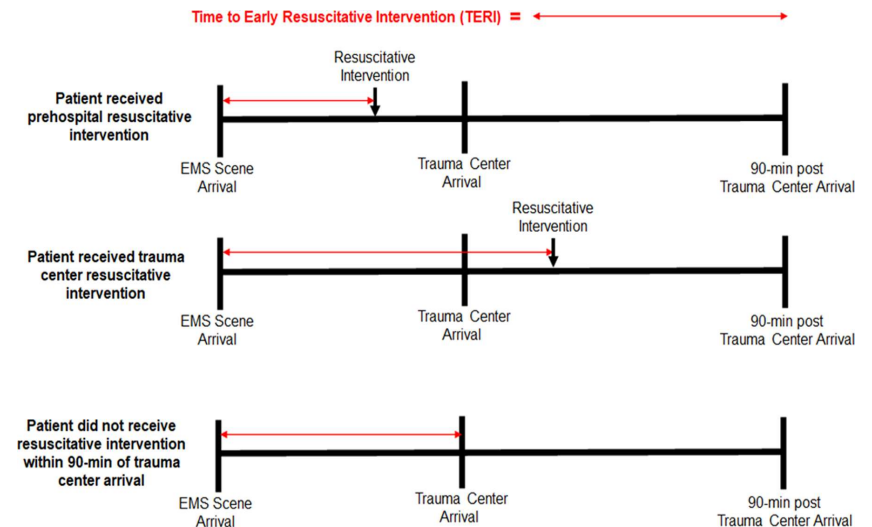 Time to Early Resuscitative Intervention (TERI) =
Resuscitative
Intervention
Patient received
prehospital resuscitative
intervention
EMS Scene
Arrival
Trauma Center
Arrival
90-min post
Trauma Center Arrival
Resuscitative
Intervention
Patient received trauma
center resuscitative
intervention
EMS Scene
Arrival
Trauma Center
Arrival
90-min post
Trauma Center Arrival
Patient did not receive
resuscitative intervention
within 90-min of trauma
center arrival
EMS Scene
Arrival
Trauma Center
Arrival
90-min post
Trauma Center Arrival